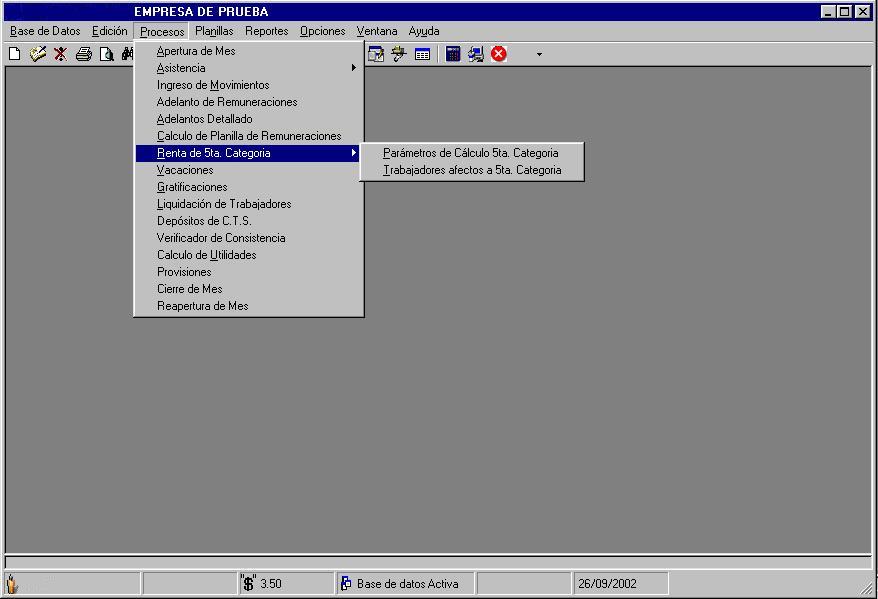 EMPRESA DE PRUEBA
Base de Datos Edición Procesos Planillas Reportes Opciones Ventana Ayuda
Apertura de Mes
Asistencia
Ingreso de Movimientos
Adelanto de Remuneraciones
Adelantos Detallado
Calculo de Planilla de Remuneraciones
Renta de 5ta. Categoria
Parámetros de Cálculo 5ta. Categoria
Trabajadores afectos a 5ta. Categoria
Vacaciones
Gratificaciones
Liquidación de Trabajadores
Depósitos de C.T.S.
Verificador de Consistencia
Calculo de Utilidades
Provisiones
Cierre de Mes
Reapertura de Mes
"$" 3.50 Base de datos Activa 26/09/2002